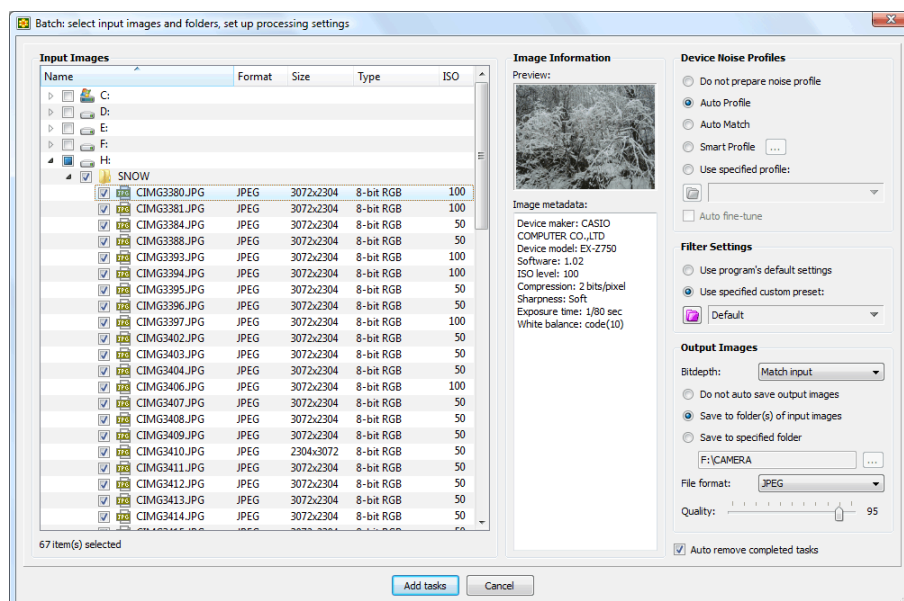 Batch: select input images and folders, set up processing settings
Input Images
Name Format Size Type ISO
C:
D:
E:
F:
H:
SNOW
CIMG3380.JPG JPEG 3072x2304 8-bit RGB 100
CIMG3381.JPG JPEG 3072x2304 8-bit RGB 100
CIMG3384.JPG JPEG 3072x2304 8-bit RGB 50
CIMG3388.JPG JPEG 3072x2304 8-bit RGB 50
CIMG3393.JPG JPEG 3072x2304 8-bit RGB 100
CIMG3394.JPG JPEG 3072x2304 8-bit RGB 100
CIMG3395.JPG JPEG 3072x2304 8-bit RGB 50
CIMG3396.JPG JPEG 3072x2304 8-bit RGB 50
CIMG3397.JPG JPEG 3072x2304 8-bit RGB 100
CIMG3402.JPG JPEG 3072x2304 8-bit RGB 50
CIMG3403.JPG JPEG 3072x2304 8-bit RGB 50
CIMG3404.JPG JPEG 3072x2304 8-bit RGB 50
CIMG3406.JPG JPEG 3072x2304 8-bit RGB 100
CIMG3407.JPG JPEG 3072x2304 8-bit RGB 50
CIMG3408.JPG JPEG 3072x2304 8-bit RGB 50
CIMG3409.JPG JPEG 3072x2304 8-bit RGB 50
CIMG3410.JPG JPEG 2304x3072 8-bit RGB 50
CIMG3411.JPG JPEG 3072x2304 8-bit RGB 50
CIMG3412.JPG JPEG 3072x2304 8-bit RGB 50
CIMG3413.JPG JPEG 3072x2304 8-bit RGB 50
CIMG3414.JPG JPEG 3072x2304 8-bit RGB 50
67 item(s) selected
Image Information
Preview:
Image metadata:
Device maker: CASIO
COMPUTER CO.,LTD
Device model: EX-Z750
Software: 1.02
ISO level: 100
Compression: 2 bits/pixel
Sharpness: Soft
Exposure time: 1/80 sec
White balance: code(10)
Device Noise Profiles
Do not prepare noise profile
Auto Profile
Auto Match
Smart Profile ...
Use specified profile:
Auto fine-tune
Filter Settings
Use program's default settings
Use specified custom preset:
Default
Output Images
Bitdepth: Match input
Do not auto save output images
Save to folder(s) of input images
Save to specified folder
F:\CAMERA ...
File format: JPEG
Quality: 95
Auto remove completed tasks
Add tasks Cancel